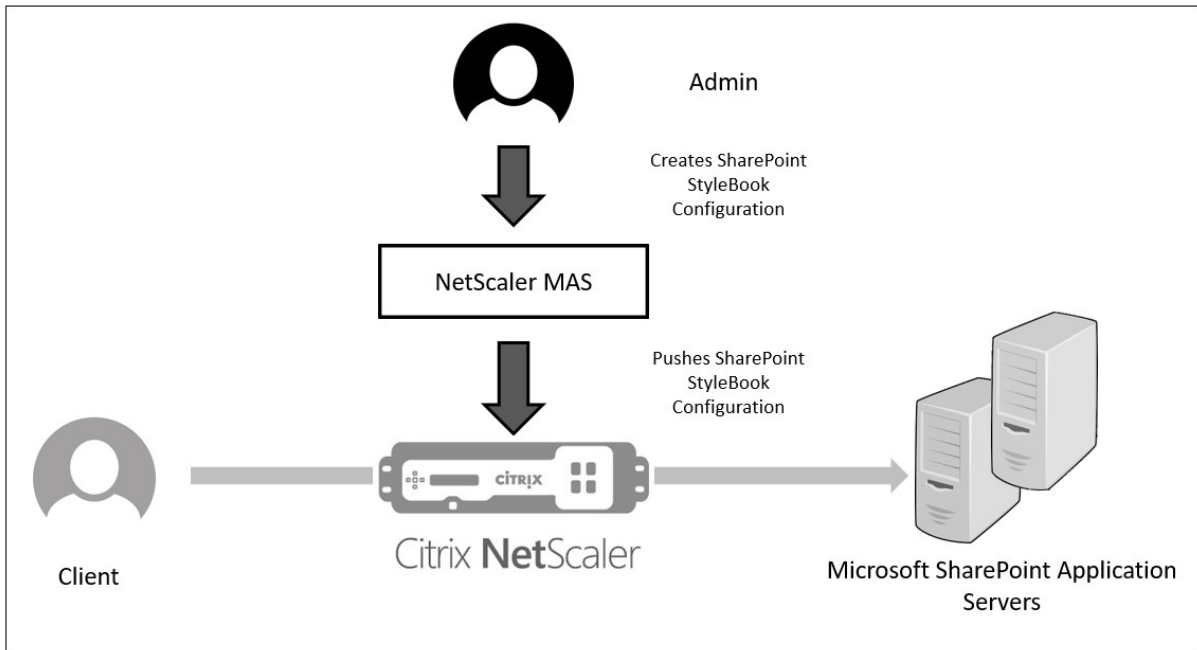 Admin
Creates SharePoint
StyleBook
Configuration
NetScaler MAS
Pushes SharePoint
StyleBook
Configuration
CITRIX
Citrix NetScaler
Client
Microsoft SharePoint Application
Servers